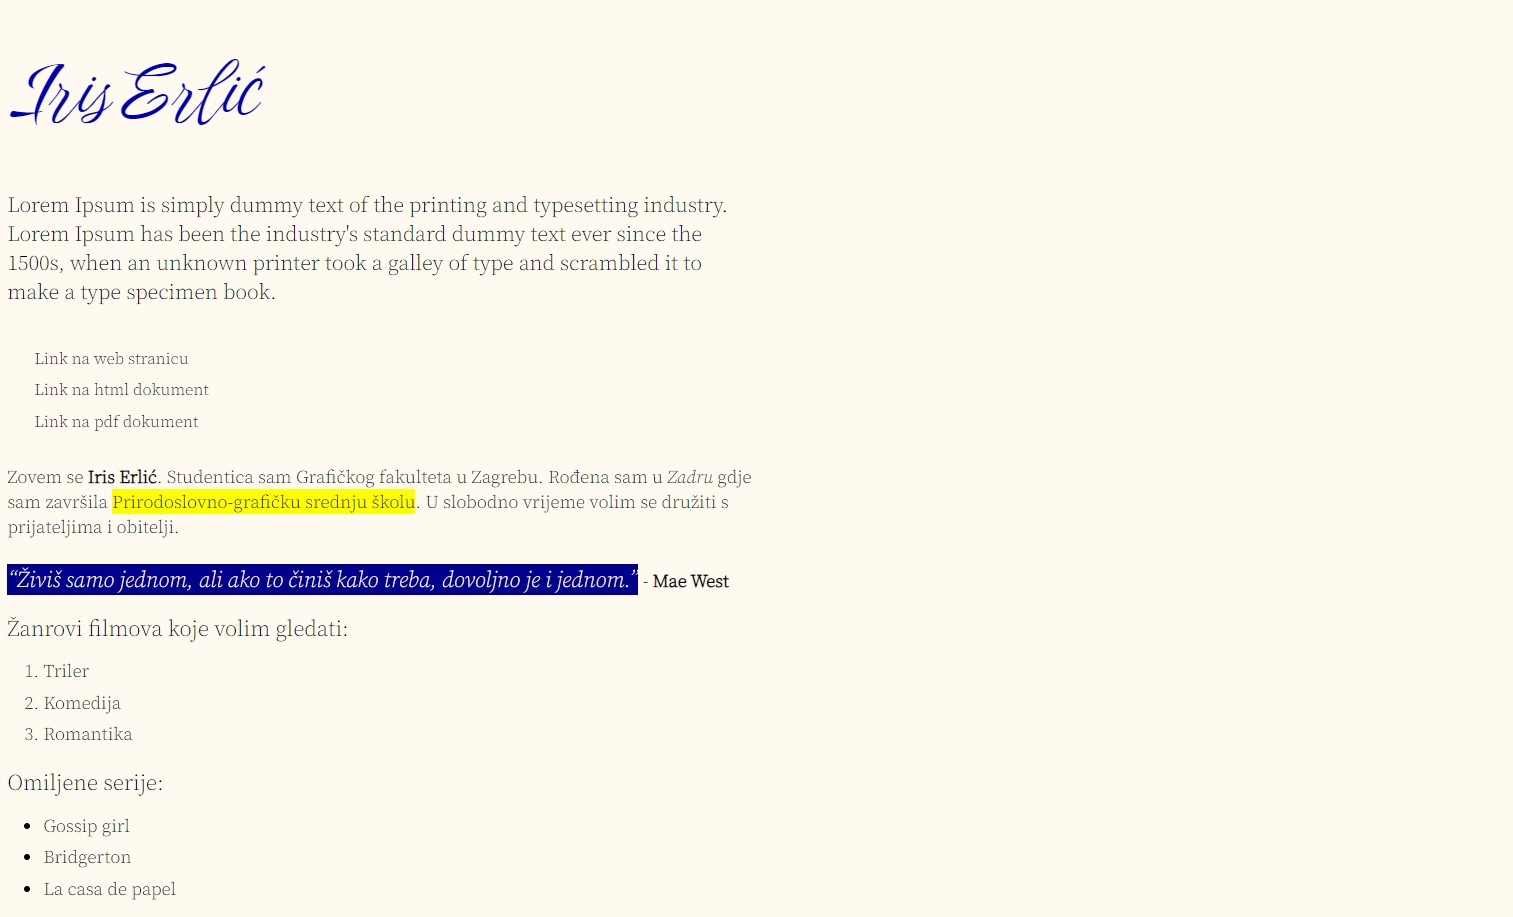 Iris Erlić
Lorem Ipsum is simply dummy text of the printing and typesetting industry.
Lorem Ipsum has been the industry's standard dummy text ever since the
1500s, when an unknown printer took a galley of type and scrambled it to
make a type specimen book.
Link na web stranicu
Link na html dokument
Link na pdf dokument
Zovem se Iris Erlić. Studentica sam Grafičkog fakulteta u Zagrebu. Rođena sam u Zadru gdje
sam završila Prirodoslovno-grafičku srednju školu. U slobodno vrijeme volim se družiti s
prijateljima i obitelji.
“Živiš samo jednom, ali ako to činiš kako treba, dovoljno je i jednom.” - Mae West
Žanrovi filmova koje volim gledati:
1. Triler
2. Komedija
3. Romantika
Omiljene serije:
• Gossip girl
• Bridgerton
• La casa de papel